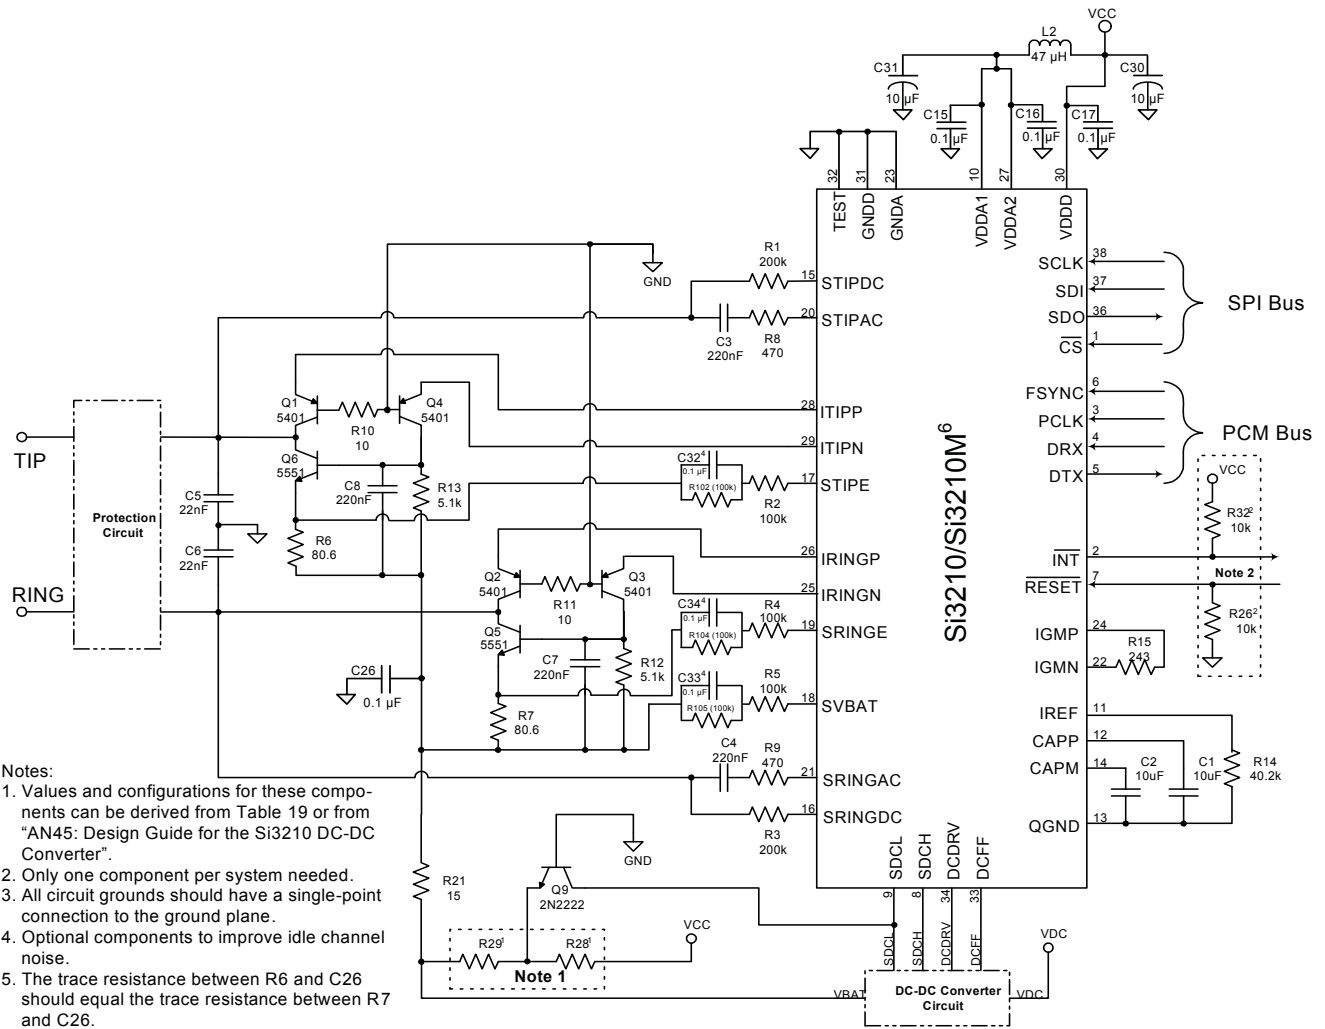 VCC
L2
47 µH
C31
10 µF
C30
10 µF
C15
0.1 µF
C16
0.1 µF
C17
0.1 µF
32
31
23
10
27
30
TEST
GNDD
GNDA
VDDA1
VDDA2
VDDD
GND
R1
200k
15
STIPDC
20
STIPAC
C3
220nF
R8
470
SCLK
38
SDI
37
SDO
36
CS
1
SPI Bus
FSYNC
6
PCLK
3
DRX
4
DTX
5
PCM Bus
Q1
5401
R10
10
Q4
5401
28
ITIPP
29
ITIPN
Q6
5551
C8
220nF
R13
5.1k
C32⁴
0.1 µF
R102 (100k)
R2
100k
17
STIPE
TIP
Protection
Circuit
RING
C5
22nF
C6
22nF
R6
80.6
Si3210/Si3210M⁶
VCC
R32²
10k
INT
2
Note 2
RESET
7
R26²
10k
26
IRINGP
25
IRINGN
Q2
5401
R11
10
Q3
5401
Q5
5551
C7
220nF
R12
5.1k
C34⁴
0.1 µF
R104 (100k)
R4
100k
19
SRINGE
C33⁴
0.1 µF
R105 (100k)
R5
100k
18
SVBAT
IGMP
24
R15
243
IGMN
22
C26
0.1 µF
R7
80.6
IREF
11
CAPP
12
CAPM
14
QGND
13
C2
10uF
C1
10uF
R14
40.2k
C4
220nF
R9
470
21
SRINGAC
16
SRINGDC
R3
200k
SDCL
SDCH
DCDRV
DCFF
9
8
34
33
SDCL
SDCH
DCDRV
DCFF
GND
Q9
2N2222
R21
15
R29¹
R28¹
Note 1
VCC
VBAT
DC-DC Converter
Circuit
VDC
VDC
Notes:
1. Values and configurations for these compo-
nents can be derived from Table 19 or from
“AN45: Design Guide for the Si3210 DC-DC
Converter”.
2. Only one component per system needed.
3. All circuit grounds should have a single-point
connection to the ground plane.
4. Optional components to improve idle channel
noise.
5. The trace resistance between R6 and C26
should equal the trace resistance between R7
and C26.